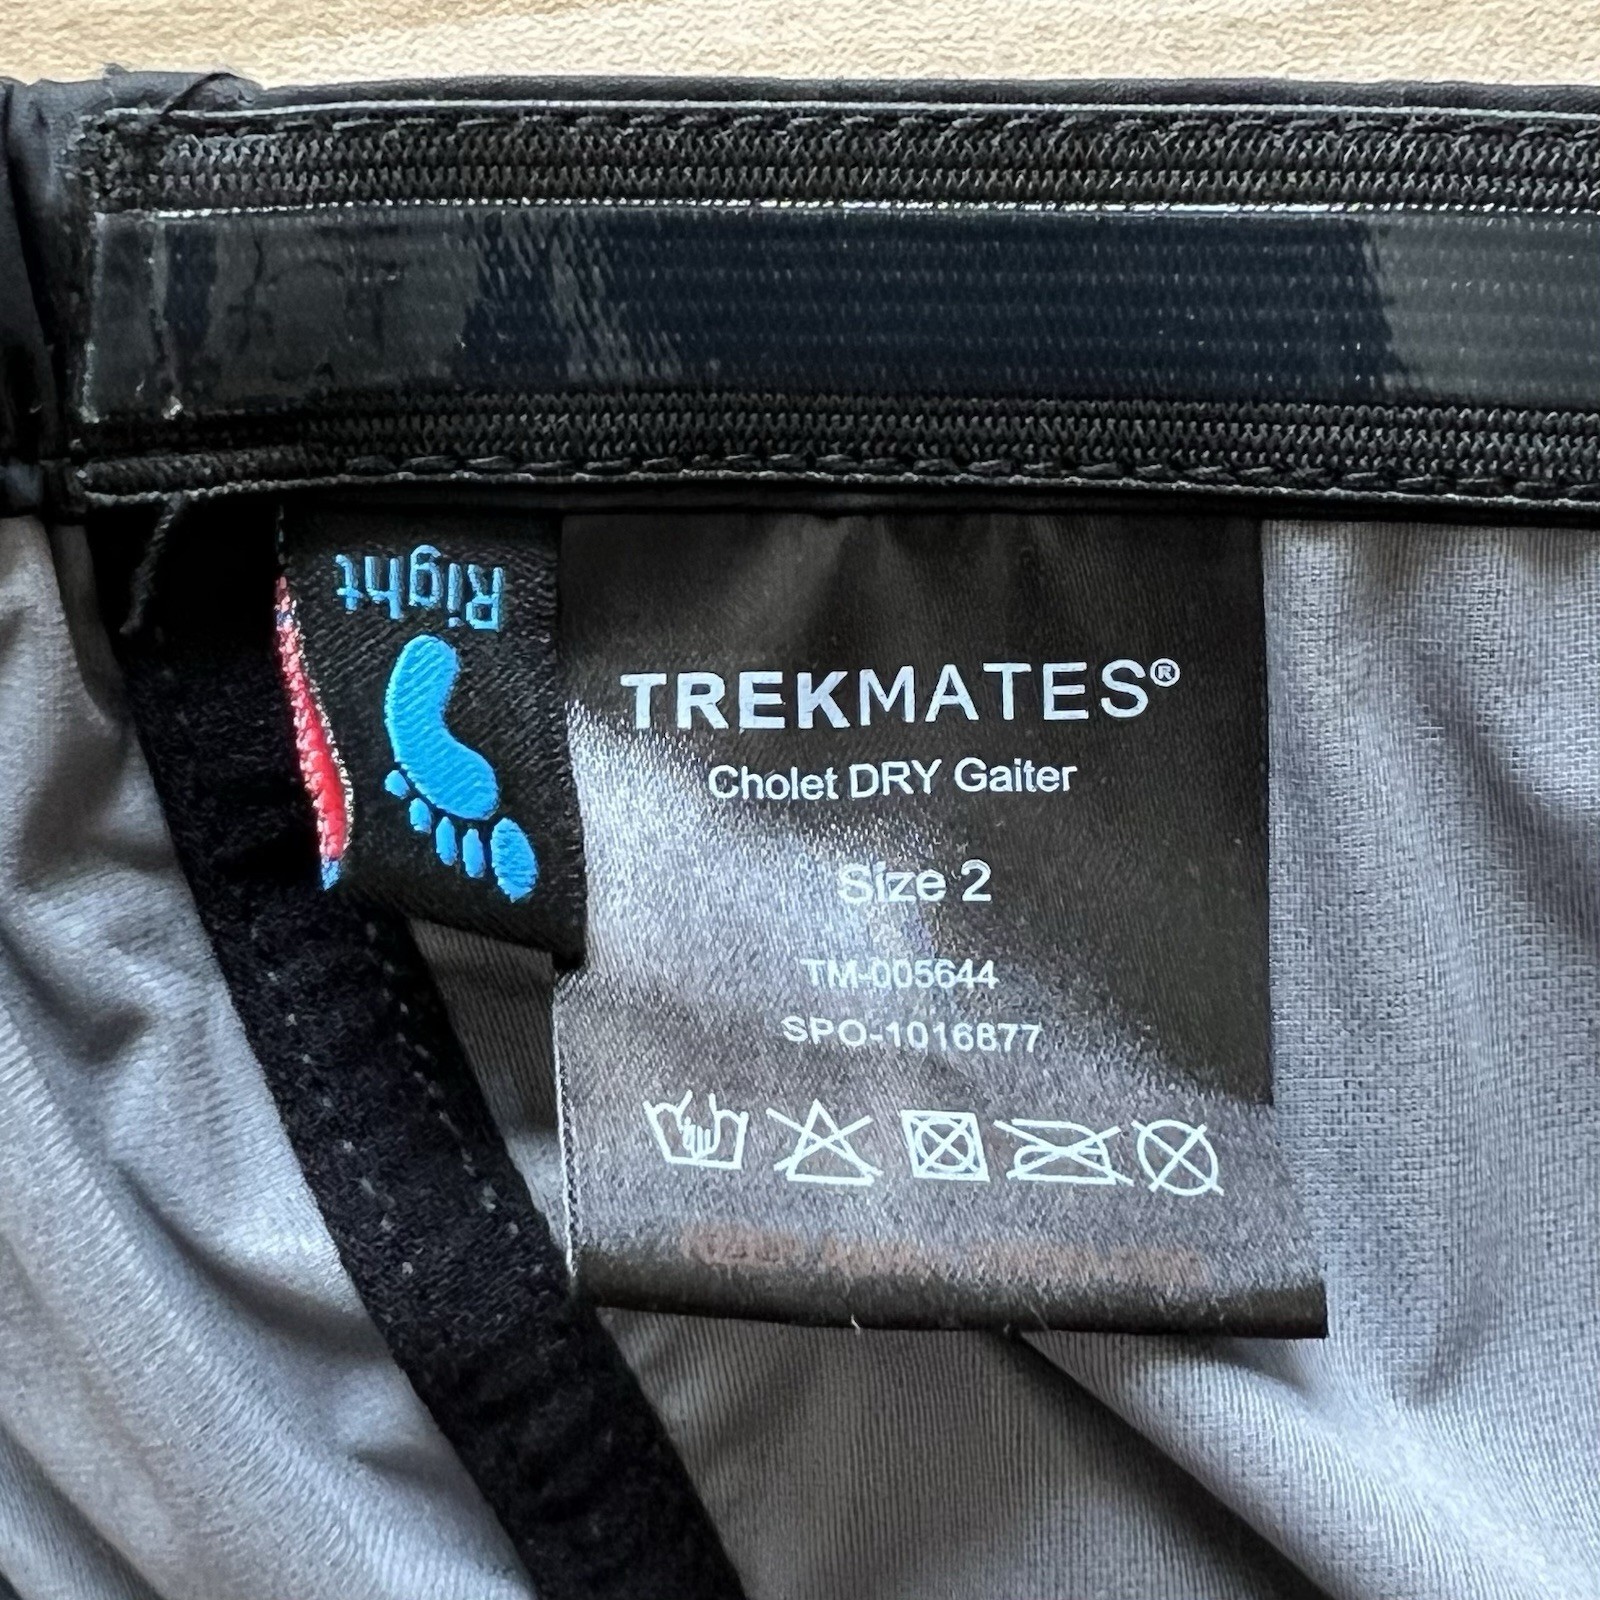 Right
TREKMATES®
Cholet DRY Gaiter
Size 2
TM-005644
SPO-1016877